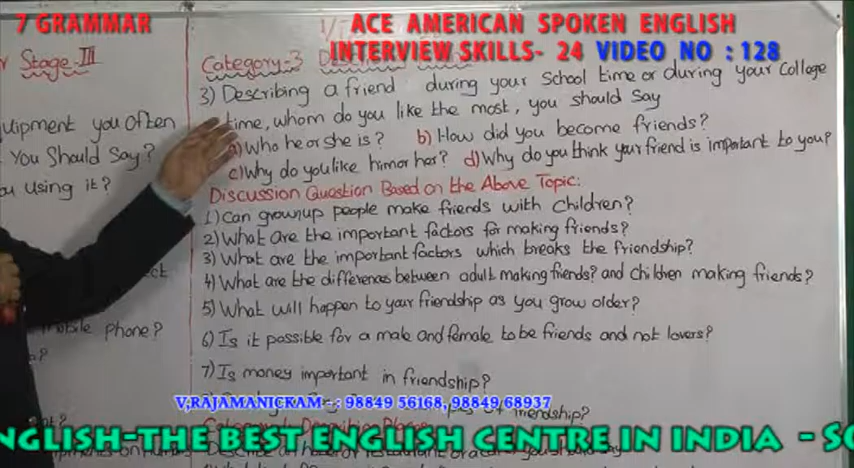 7 GRAMMAR
ACE AMERICAN SPOKEN ENGLISH
INTERVIEW SKILLS- 24 VIDEO NO : 128
Stage-III
quipment you often
You Should Say?
using it?
mobile phone?
Category-3
3) Describing a friend during your School time or during your College
time, whom do you like the most, you should Say
a) Who he or she is? b) How did you become friends?
c) Why do you like him or her? d) Why do you think your friend is important to you?
Discussion Question Based on the Above Topic:
1) Can grownup people make friends with Children?
2) What are the important factors for making friends?
3) What are the important factors which breaks the friendship?
4) What are the differences between adult making friends? and children making friends?
5) What will happen to your friendship as you grow older?
6) Is it possible for a male and female to be friends and not lovers?
7) Is money important in friendship?
of friendship?
V;RAJAMANICKAM - : 98849 56168, 98849 68937
NGLISH-THE BEST ENGLISH CENTRE IN INDIA - SO